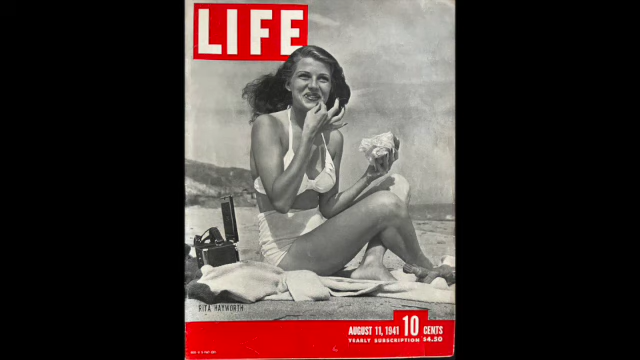 LIFE
RITA HAYWORTH
AUGUST 11, 1941 10 CENTS
YEARLY SUBSCRIPTION $4.50